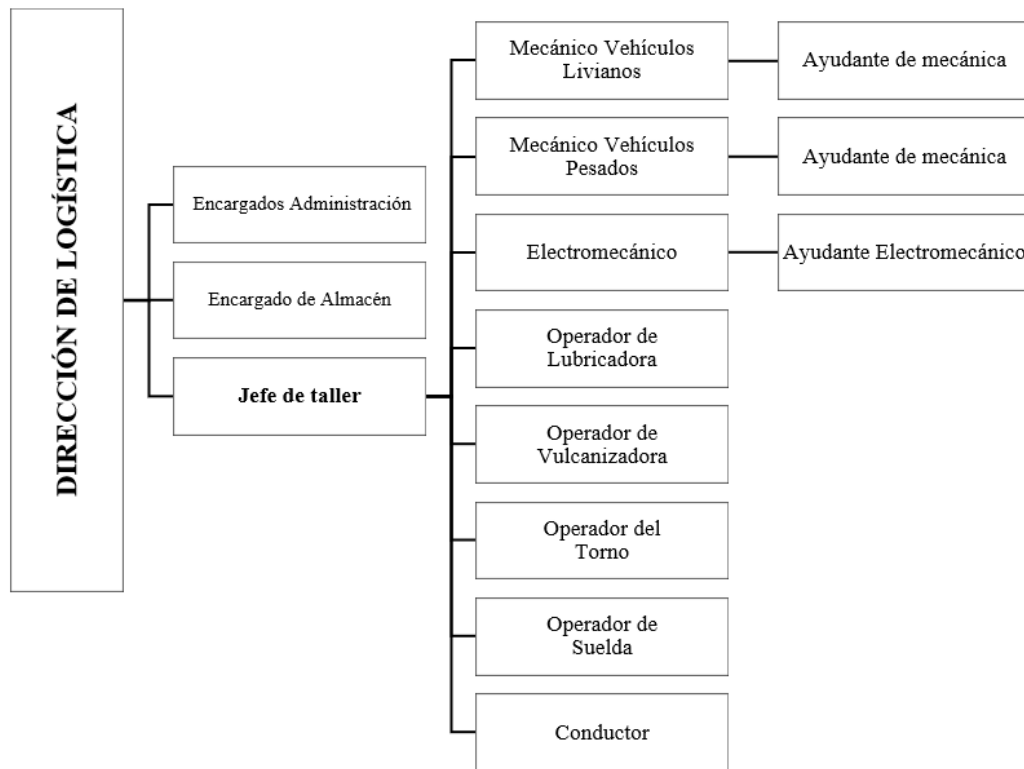 DIRECCIÓN DE LOGÍSTICA
Encargados Administración
Encargado de Almacén
Jefe de taller
Mecánico Vehículos
Livianos
Ayudante de mecánica
Mecánico Vehículos
Pesados
Ayudante de mecánica
Electromecánico
Ayudante Electromecánico
Operador de
Lubricadora
Operador de
Vulcanizadora
Operador del
Torno
Operador de
Suelda
Conductor